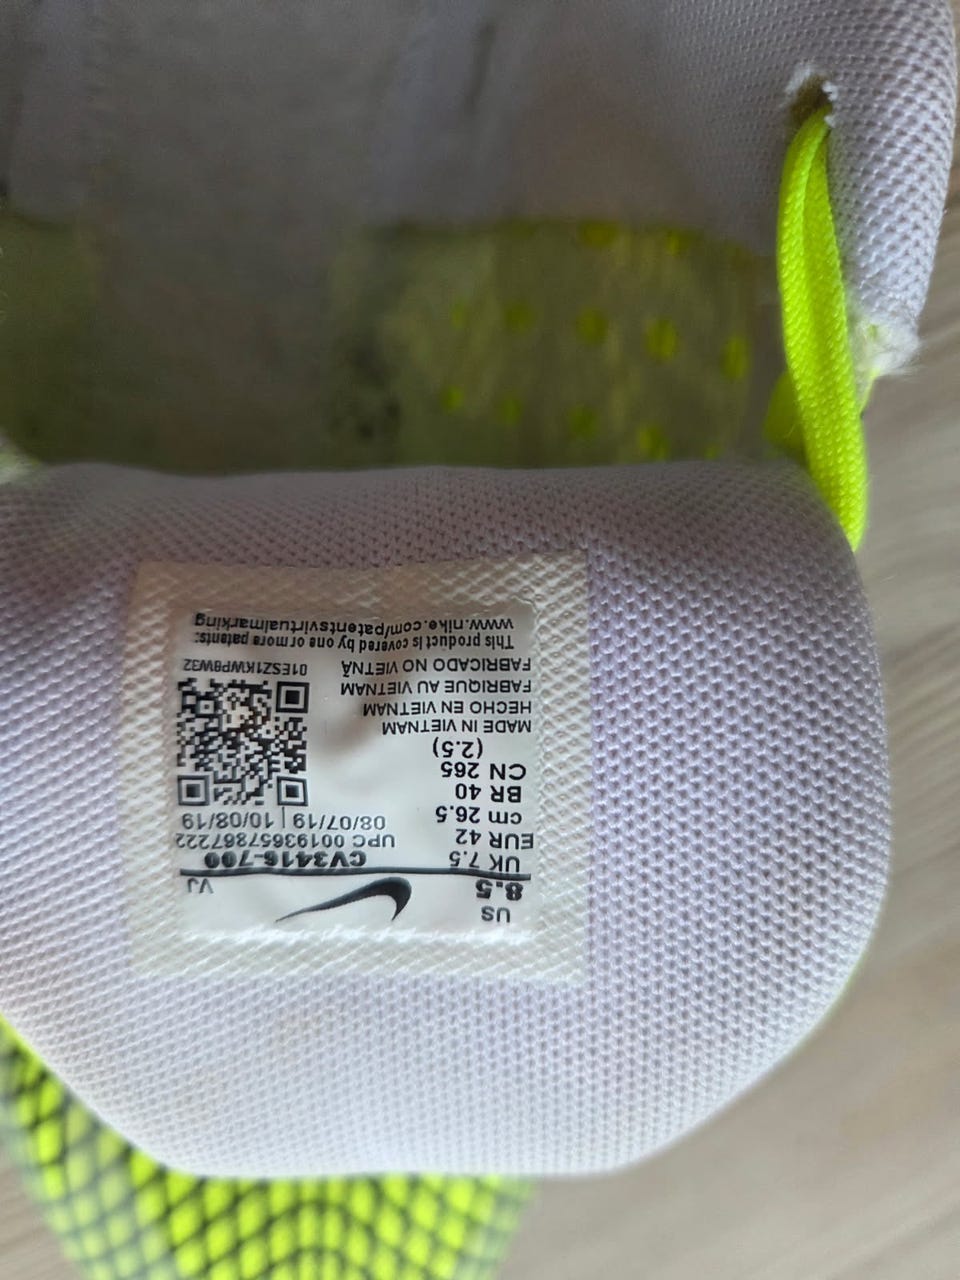 US
8.5
VJ
UK 7.5
CV3416-700
EUR 42
UPC 00193657867222
cm 26.5
08/07/19 | 10/08/19
BR 40
CN 265
(2.5)
MADE IN VIETNAM
HECHO EN VIETNAM
FABRIQUE AU VIETNAM
FABRICADO NO VIETNÃ
01ESZ1KWP8W32
This product is covered by one or more patents:
www.nike.com/patentsvirtualmarking